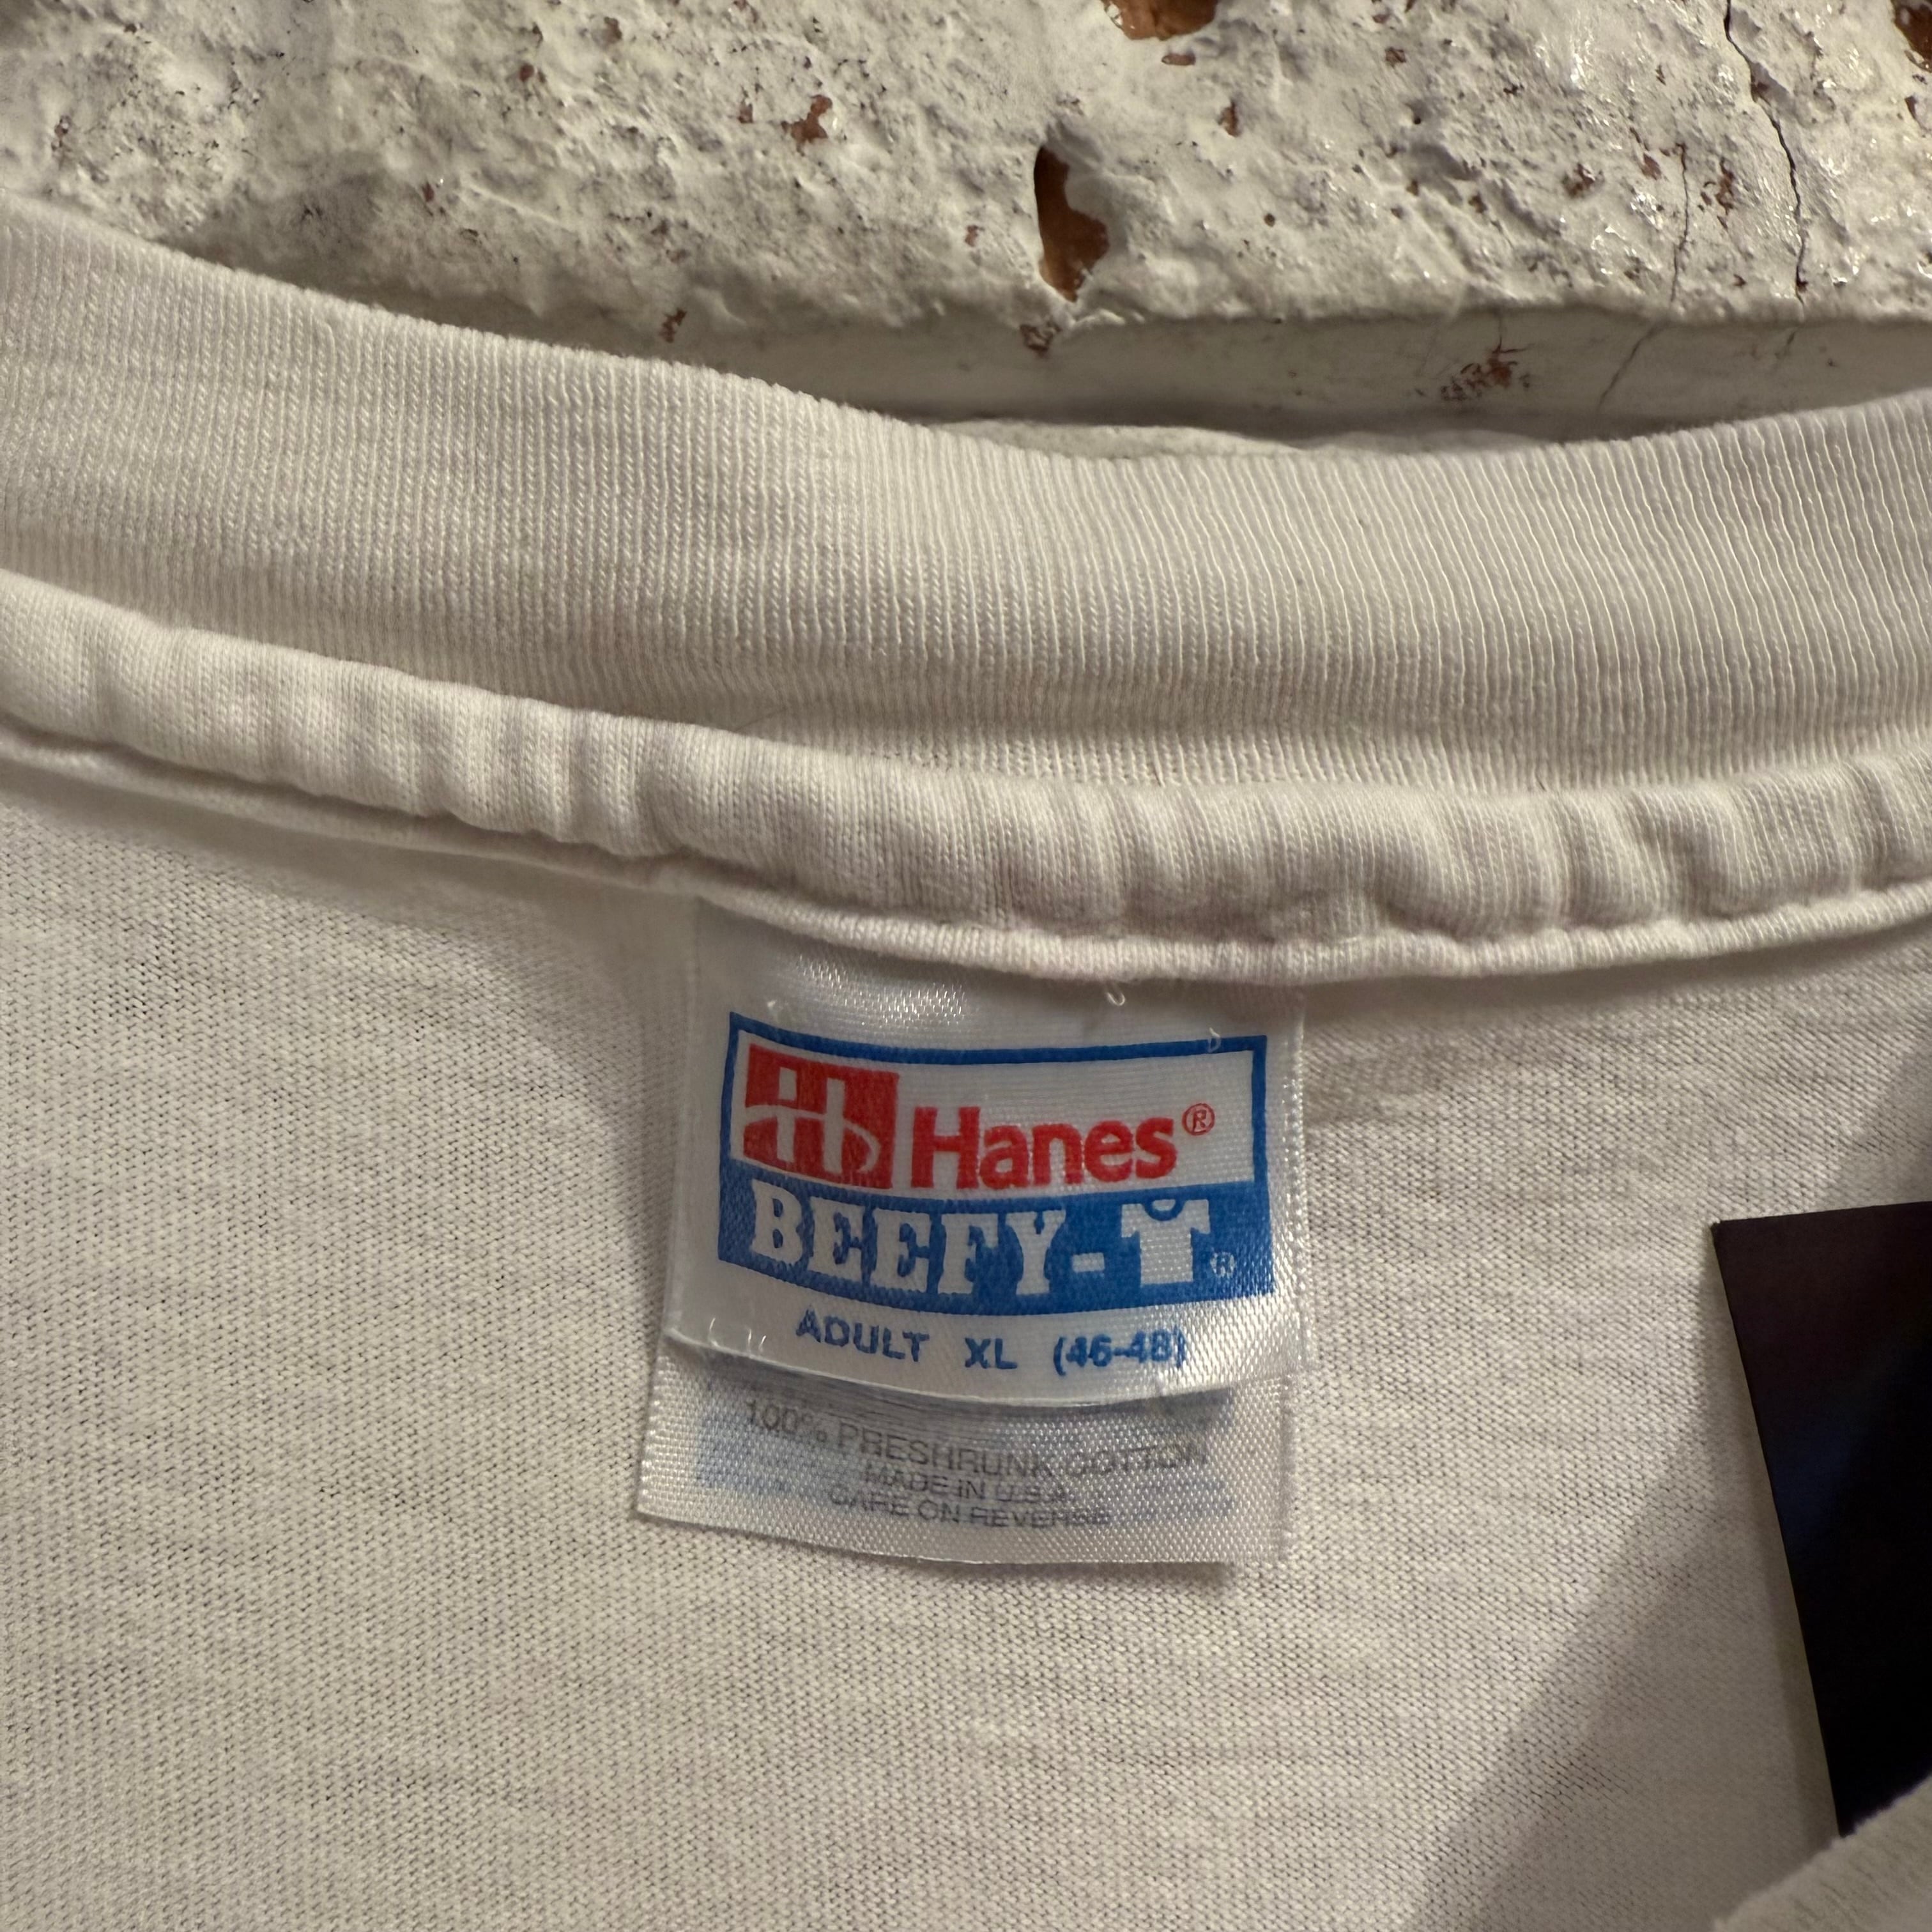 Hanes®
BEEFY-T®
ADULT XL (46-48)
100% PRESHRUNK COTTON
MADE IN U.S.A.
CARE ON REVERSE